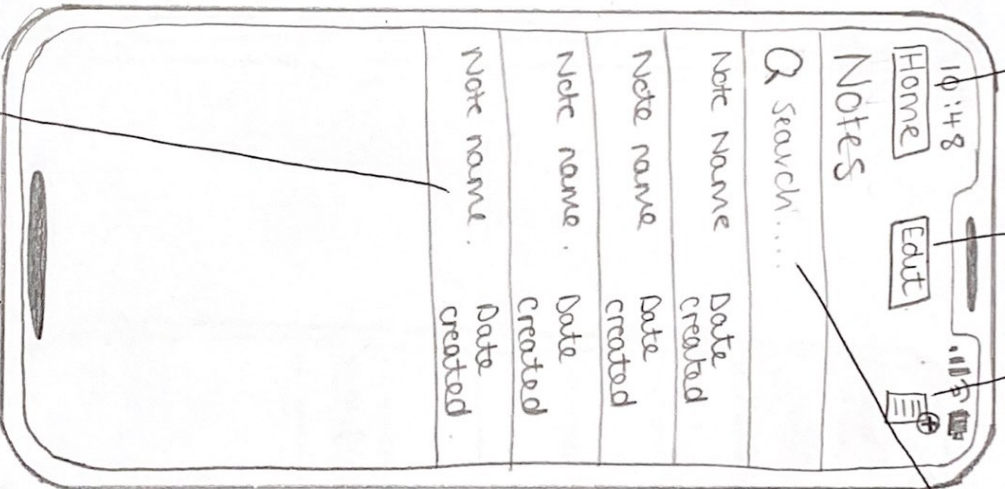 10:48
Home Edit
Notes
Search....
Note Name Date
created
Note name Date
created
Note name. Date
created
Note name. Date
created